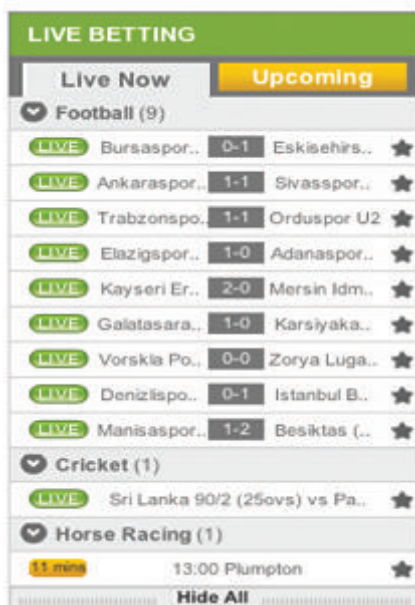 LIVE BETTING
Live Now Upcoming
Football (9)
LIVE Bursaspor.. 0-1 Eskisehirs..
LIVE Ankaraspor.. 1-1 Sivasspor..
LIVE Trabzonspo.. 1-1 Orduspor U2
LIVE Elazigspor.. 1-0 Adanaspor..
LIVE Kayseri Er.. 2-0 Mersin Idm..
LIVE Galatasara.. 1-0 Karsiyaka..
LIVE Vorskla Po.. 0-0 Zorya Luga..
LIVE Denizlispo.. 0-1 Istanbul B..
LIVE Manisaspor.. 1-2 Besiktas (..
Cricket (1)
LIVE Sri Lanka 90/2 (25ovs) vs Pa..
Horse Racing (1)
11 mins 13:00 Plumpton
Hide All